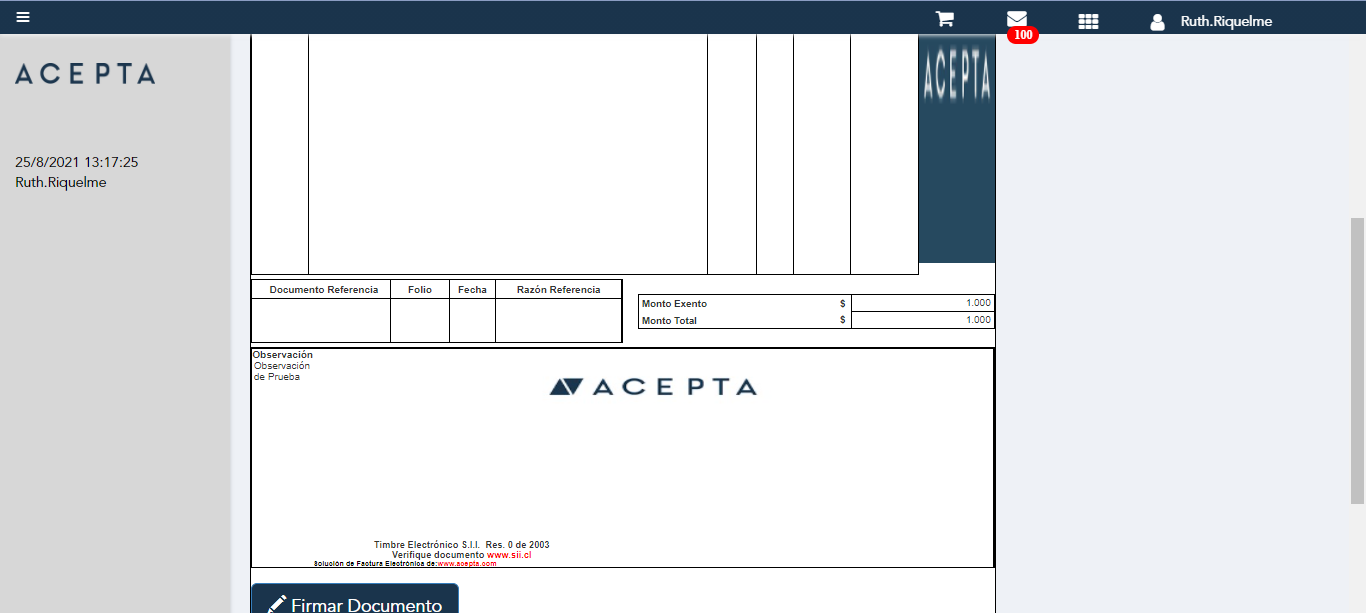 Ruth.Riquelme
100
ACEPTA
25/8/2021 13:17:25
Ruth.Riquelme
ACEPTA
Documento Referencia Folio Fecha Razón Referencia
Monto Exento $ 1.000
Monto Total $ 1.000
Observación
Observación
de Prueba
ACEPTA
Timbre Electrónico S.I.I. Res. 0 de 2003
Verifique documento www.sii.cl
Solución de Factura Electrónica de:www.acepta.com
Firmar Documento